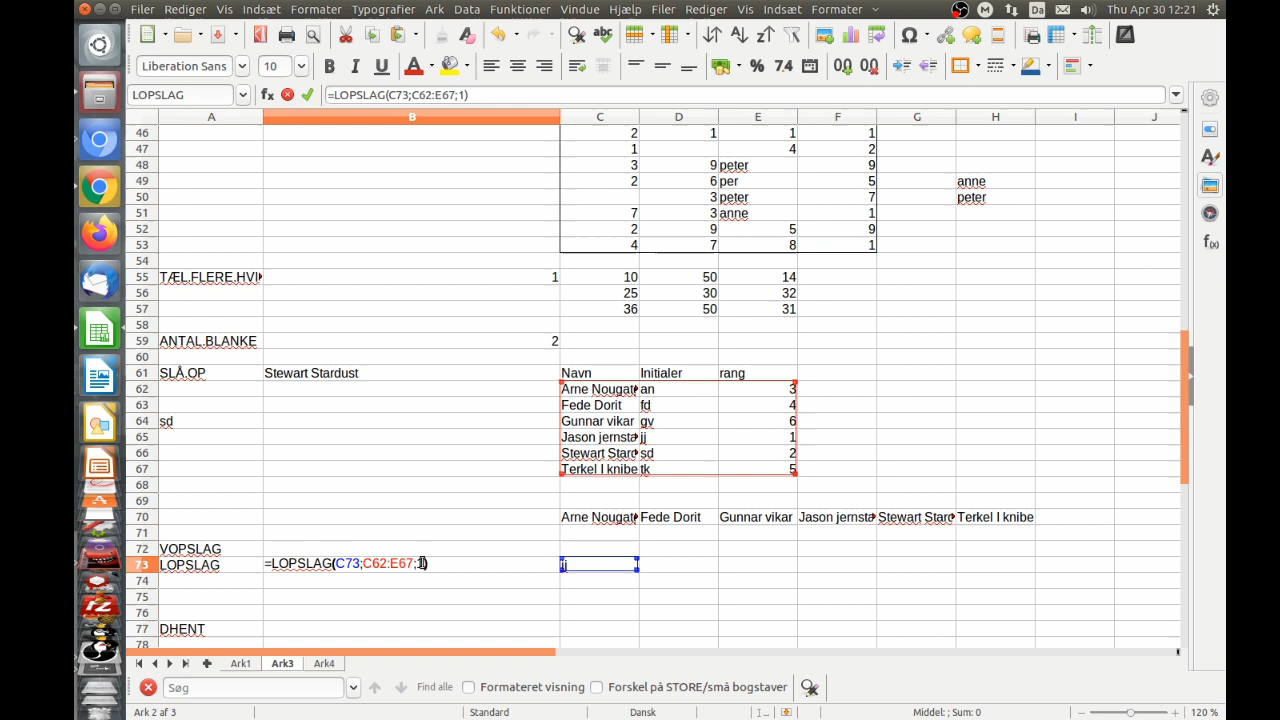 Filer Rediger Vis Indsæt Formater Typografier Ark Data Funktioner Vindue Hjælp Filer Rediger Vis Indsæt Formater Da Thu Apr 30 12:21
Liberation Sans 10
LOPSLAG =LOPSLAG(C73;C62:E67;1)
A B C D E F G H I J
46 2 1 1 1
47 1 4 2
48 3 9 peter 9
49 2 6 per 5 anne
50 3 peter 7 peter
51 7 3 anne 1
52 2 9 5 9
53 4 7 8 1
54
55 TÆL.FLERE.HVI 1 10 50 14
56 25 30 32
57 36 50 31
58
59 ANTAL.BLANKE 2
60
61 SLÅ.OP Stewart Stardust Navn Initialer rang
62 Arne Nougat an 3
63 Fede Dorit fd 4
64 sd Gunnar vikar gv 6
65 Jason jernsta jj 1
66 Stewart Stard sd 2
67 Terkel I knibe tk 5
68
69
70 Arne Nougat Fede Dorit Gunnar vikar Jason jernsta Stewart Stard Terkel I knibe
71
72 VOPSLAG
73 LOPSLAG =LOPSLAG(C73;C62:E67;1) jj
74
75
76
77 DHENT
78
Ark1 Ark3 Ark4
Søg Find alle Formateret visning Forskel på STORE/små bogstaver
Ark 2 af 3 Standard Dansk Middel: ; Sum: 0 120 %